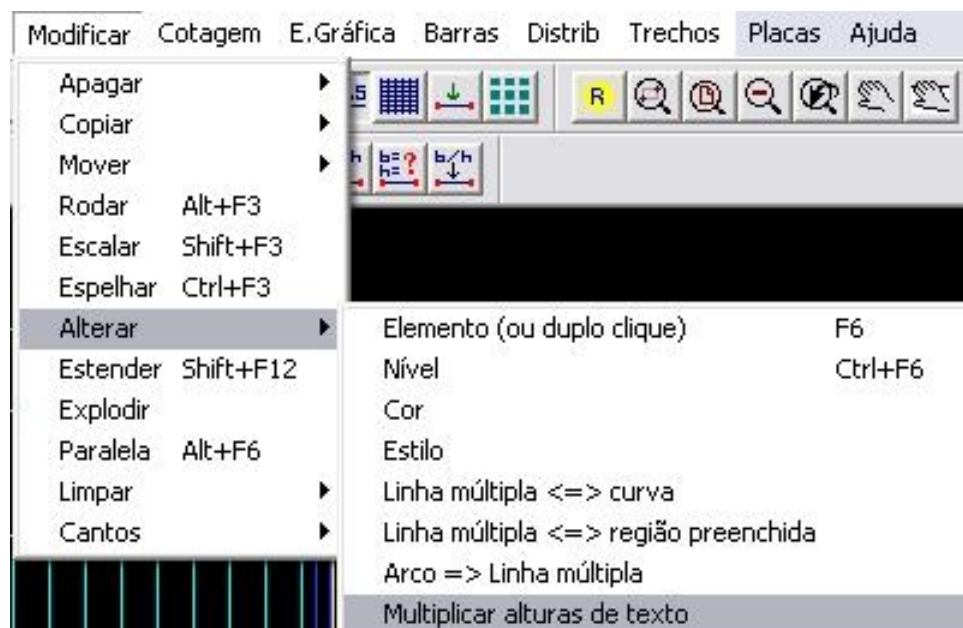 Modificar Cotagem E.Gráfica Barras Distrib Trechos Placas Ajuda
Apagar
.5 R
Copiar
Mover
h b= h= ? b/h
Rodar Alt+F3
Escalar Shift+F3
Espelhar Ctrl+F3
Alterar
Elemento (ou duplo clique) F6
Estender Shift+F12
Nível Ctrl+F6
Explodir
Cor
Paralela Alt+F6
Estilo
Limpar
Linha múltipla <=> curva
Cantos
Linha múltipla <=> região preenchida
Arco => Linha múltipla
Multiplicar alturas de texto